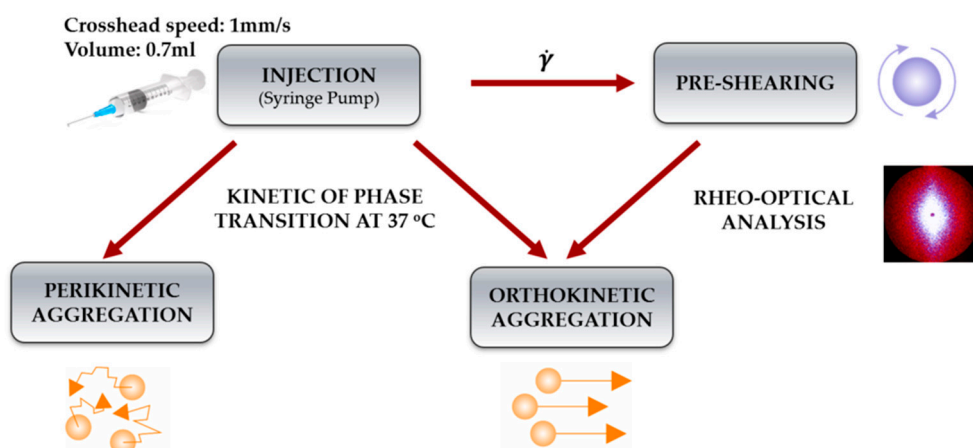 Crosshead speed: 1mm/s
Volume: 0.7ml
INJECTION
(Syringe Pump)
γ̇
PRE-SHEARING
KINETIC OF PHASE
TRANSITION AT 37 ºC
RHEO-OPTICAL
ANALYSIS
PERIKINETIC
AGGREGATION
ORTHOKINETIC
AGGREGATION